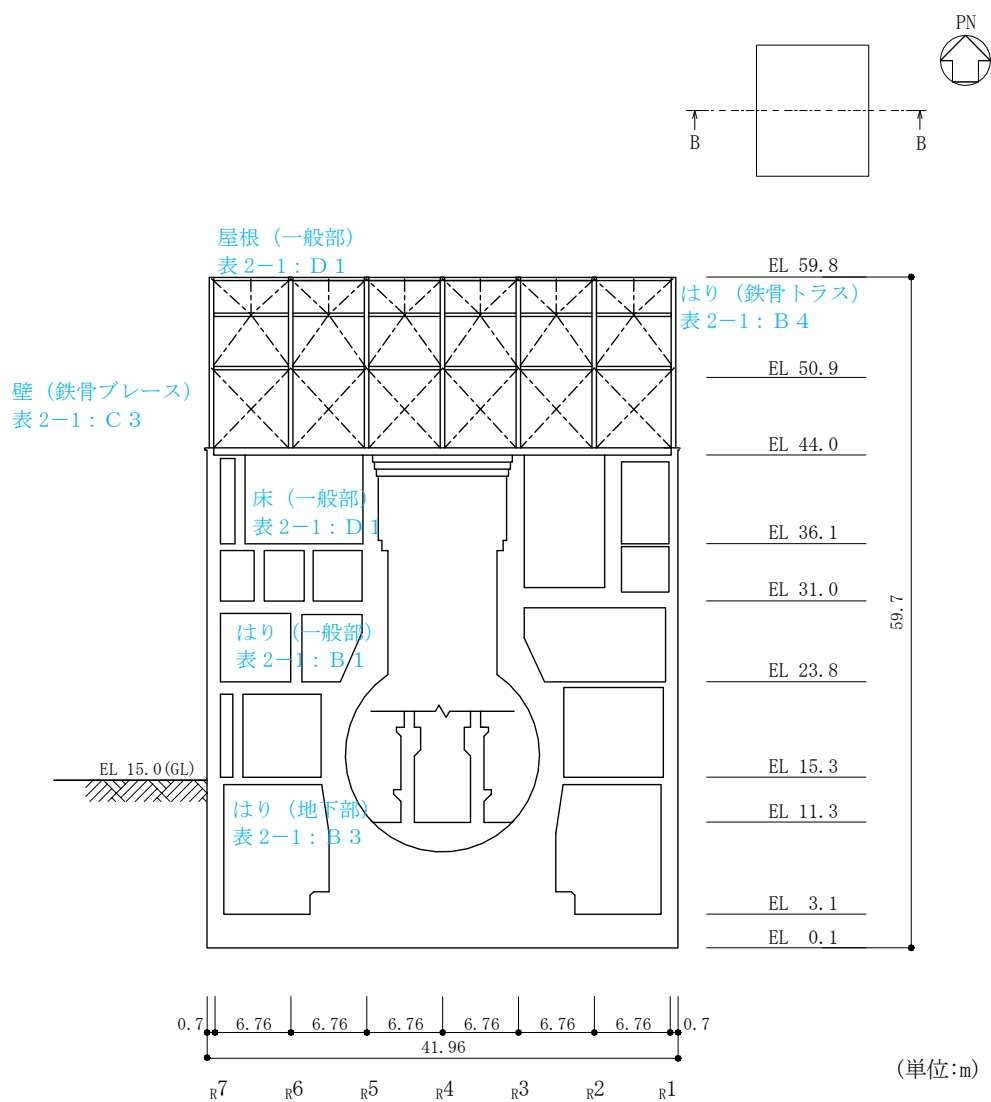 PN
B
B
屋根（一般部）
表2−1：D1
EL 59.8
はり（鉄骨トラス）
表2−1：B4
EL 50.9
壁（鉄骨ブレース）
表2−1：C3
EL 44.0
床（一般部）
表2−1：D1
EL 36.1
EL 31.0
59.7
はり（一般部）
表2−1：B1
EL 23.8
EL 15.0(GL)
EL 15.3
はり（地下部）
表2−1：B3
EL 11.3
EL 3.1
EL 0.1
0.7 6.76 6.76 6.76 6.76 6.76 6.76 0.7
41.96
(単位:m)
R7 R6 R5 R4 R3 R2 R1